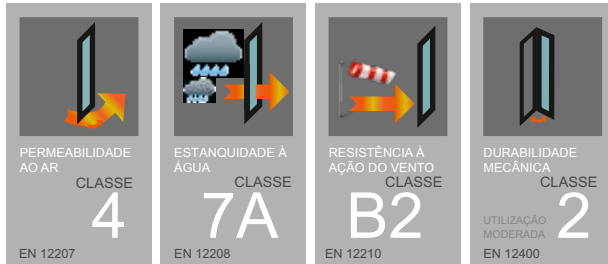 PERMEABILIDADE
AO AR
CLASSE
4
EN 12207
ESTANQUIDADE À
ÁGUA
CLASSE
7A
EN 12208
RESISTÊNCIA À
AÇÃO DO VENTO
CLASSE
B2
EN 12210
DURABILIDADE
MECÂNICA
CLASSE
UTILIZAÇÃO
MODERADA
2
EN 12400